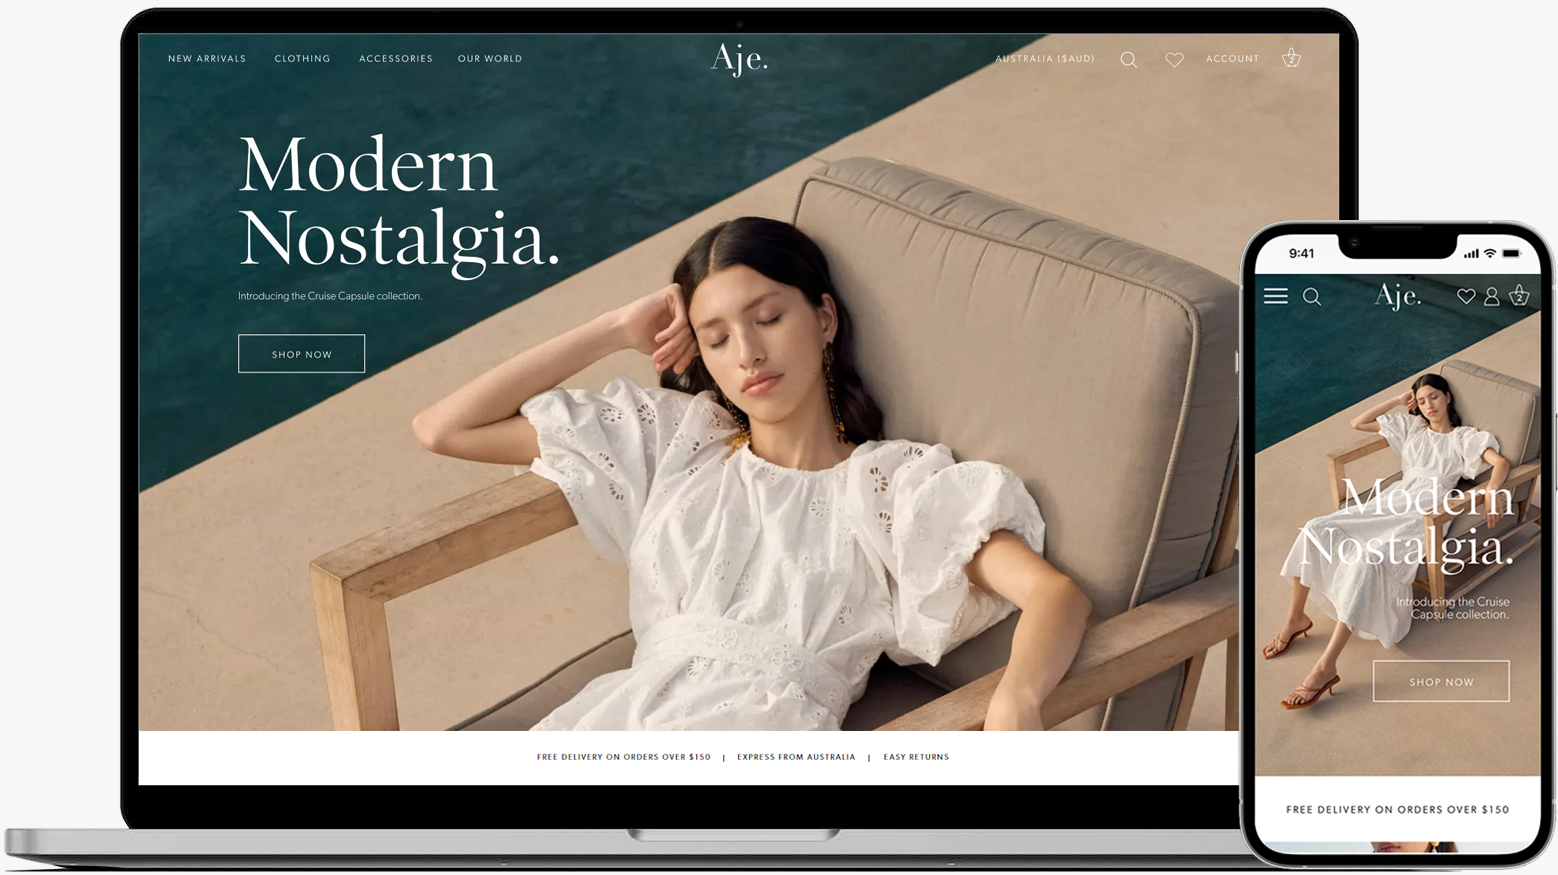 NEW ARRIVALS CLOTHING ACCESSORIES OUR WORLD Aje. AUSTRALIA ($AUD) ACCOUNT 2
Modern
Nostalgia.
Introducing the Cruise Capsule collection.
SHOP NOW
FREE DELIVERY ON ORDERS OVER $150 | EXPRESS FROM AUSTRALIA | EASY RETURNS
9:41
Aje. 2
Modern
Nostalgia.
Introducing the Cruise
Capsule collection.
SHOP NOW
FREE DELIVERY ON ORDERS OVER $150